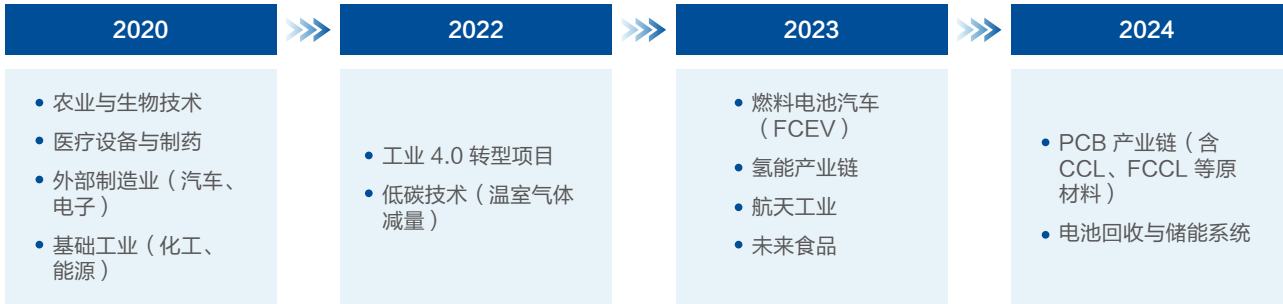 2020
农业与生物技术
医疗设备与制药
外部制造业（汽车、
电子）
基础工业（化工、
能源）
2022
工业 4.0 转型项目
低碳技术（温室气体
减量）
2023
燃料电池汽车
（FCEV）
氢能产业链
航天工业
未来食品
2024
PCB 产业链（含
CCL、FCCL 等原
材料）
电池回收与储能系统